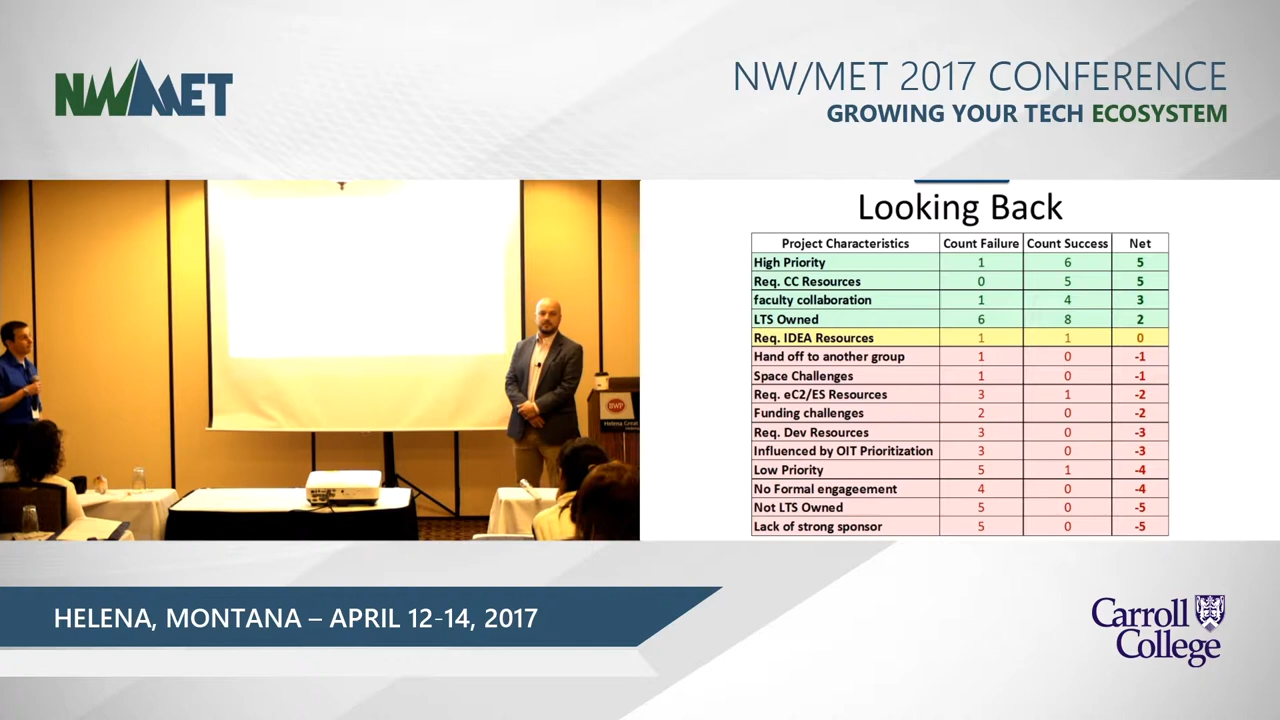 NWMET
NW/MET 2017 CONFERENCE
GROWING YOUR TECH ECOSYSTEM
BWP
Looking Back
Project Characteristics Count Failure Count Success Net
High Priority 1 6 5
Req. CC Resources 0 5 5
faculty collaboration 1 4 3
LTS Owned 6 8 2
Req. IDEA Resources 1 1 0
Hand off to another group 1 0 -1
Space Challenges 1 0 -1
Req. eC2/ES Resources 3 1 -2
Funding challenges 2 0 -2
Req. Dev Resources 3 0 -3
Influenced by OIT Prioritization 3 0 -3
Low Priority 5 1 -4
No Formal engageement 4 0 -4
Not LTS Owned 5 0 -5
Lack of strong sponsor 5 0 -5
HELENA, MONTANA – APRIL 12-14, 2017
Carroll
College